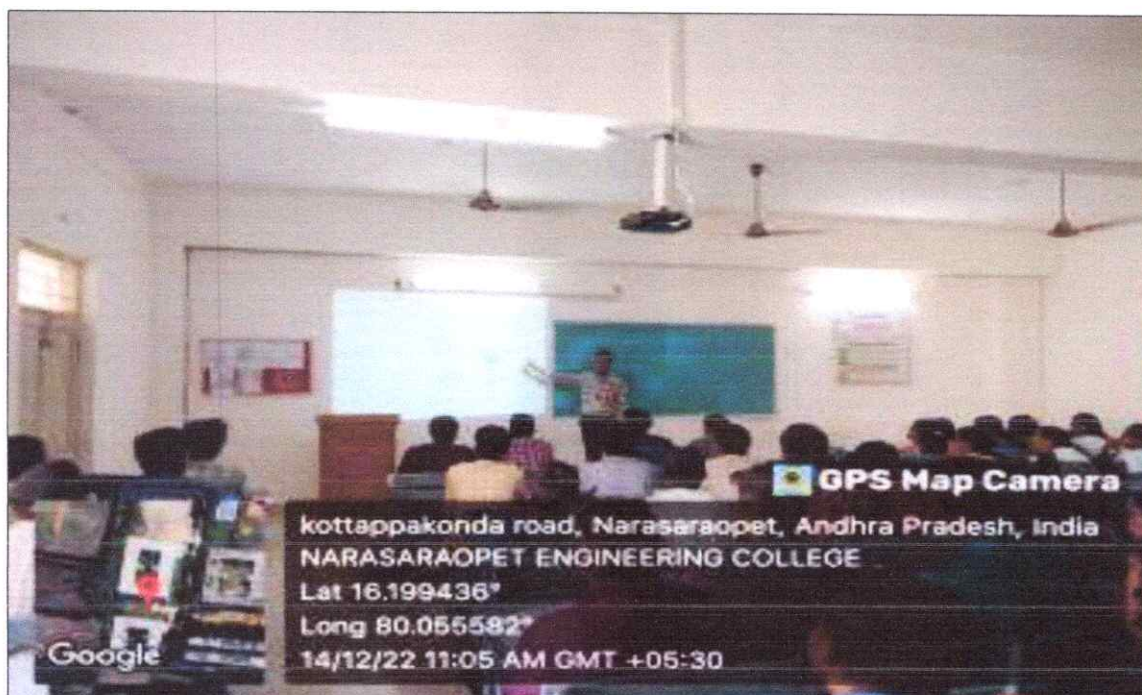 GPS Map Camera
kottappakonda road, Narasaraopet, Andhra Pradesh, India
NARASARAOPET ENGINEERING COLLEGE
Lat 16.199436°
Long 80.055582°
14/12/22 11:05 AM GMT +05:30
Google